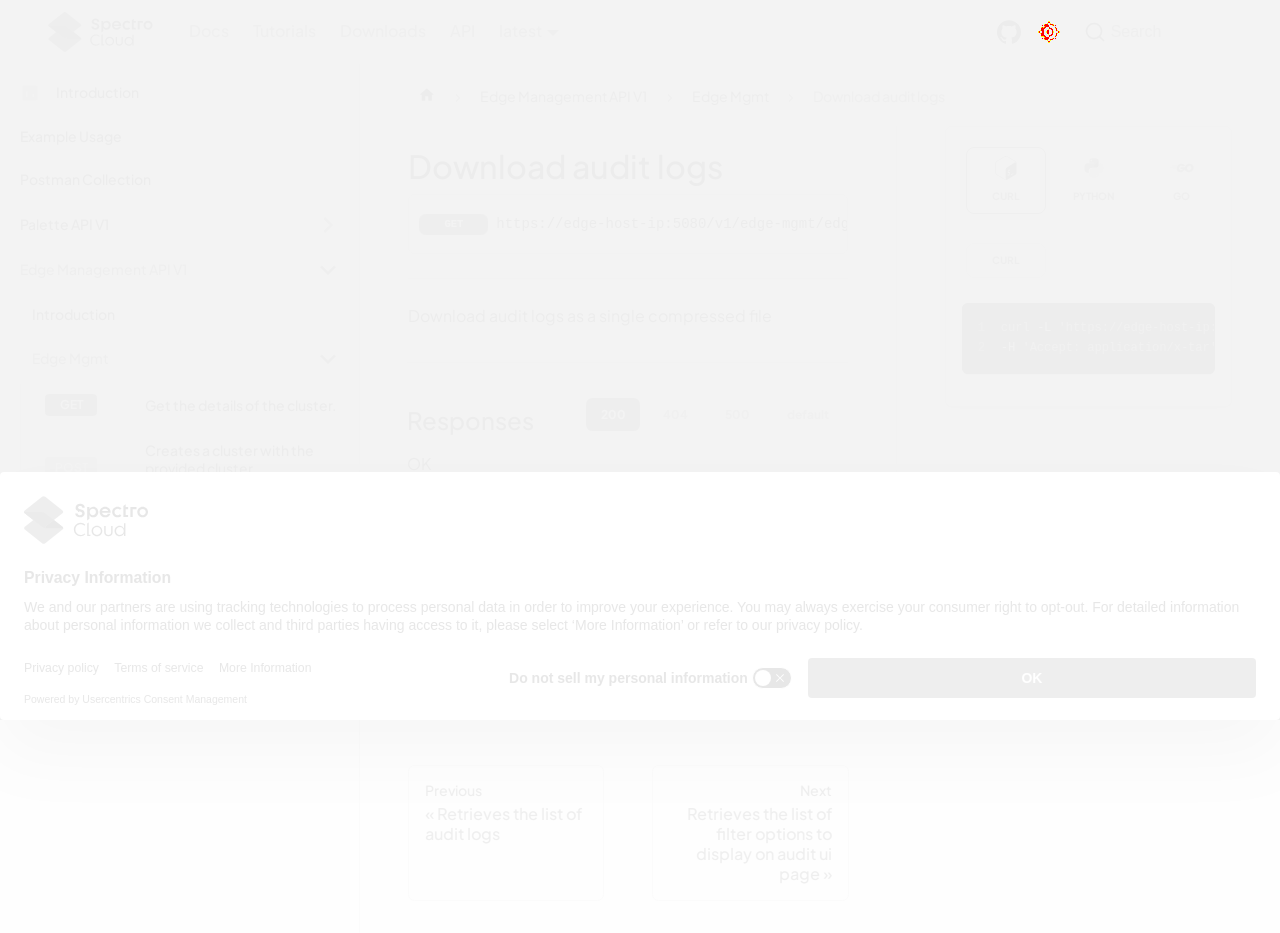 Spectro
Cloud
Docs Tutorials Downloads API latest Search
Introduction
Edge Management API V1 Edge Mgmt Download audit logs
Example Usage
Postman Collection
Palette API V1
Edge Management API V1
Introduction
Edge Mgmt
GET Get the details of the cluster.
Creates a cluster with the
provided cluster
Download audit logs
GET https://edge-host-ip:5080/v1/edge-mgmt/edg
Download audit logs as a single compressed file
Responses 200
OK
CURL PYTHON GO
CURL
Spectro
Cloud
Privacy Information
We and our partners are using tracking technologies to process personal data in order to improve your experience. You may always exercise your consumer right to opt-out. For detailed information
about personal information we collect and third parties having access to it, please select 'More Information' or refer to our privacy policy.
Privacy policy Terms of service More Information
Powered by Usercentrics Consent Management
Do not sell my personal information OK
Previous
« Retrieves the list of
audit logs
Next
Retrieves the list of
filter options to
display on audit ui
page »